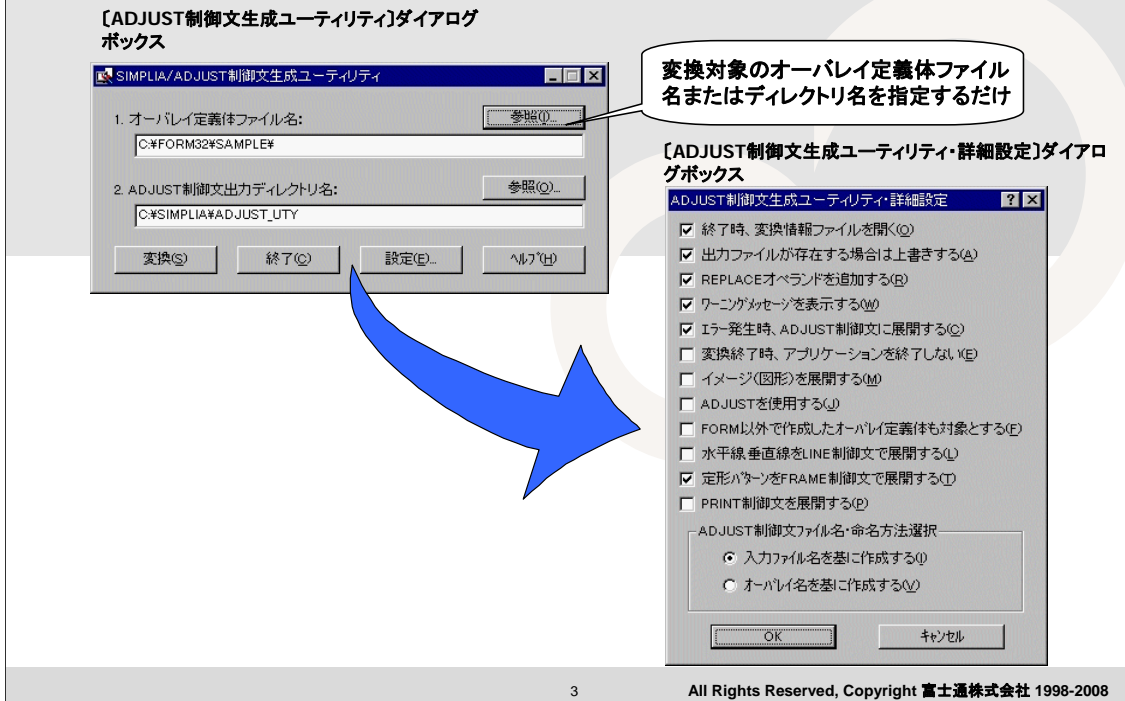 〔ADJUST制御文生成ユーティリティ〕ダイアログ
ボックス
SIMPLIA/ADJUST制御文生成ユーティリティ
1. オーバレイ定義体ファイル名:
参照(I)...
C:¥FORM32¥SAMPLE¥
2. ADJUST制御文出力ディレクトリ名:
参照(O)...
C:¥SIMPLIA¥ADJUST_UTY
変換(S)
終了(C)
設定(E)...
ヘルプ(H)
変換対象のオーバレイ定義体ファイル
名またはディレクトリ名を指定するだけ
〔ADJUST制御文生成ユーティリティ・詳細設定〕ダイアロ
グボックス
ADJUST制御文生成ユーティリティ・詳細設定
終了時、変換情報ファイルを開く(O)
出力ファイルが存在する場合は上書きする(A)
REPLACEオペランドを追加する(R)
ワーニングメッセージを表示する(W)
エラー発生時、ADJUST制御文に展開する(C)
変換終了時、アプリケーションを終了しない(E)
イメージ(図形)を展開する(M)
ADJUSTを使用する(J)
FORM以外で作成したオーバレイ定義体も対象とする(F)
水平線,垂直線をLINE制御文で展開する(L)
定形パターンをFRAME制御文で展開する(T)
PRINT制御文を展開する(P)
ADJUST制御文ファイル名・命名方法選択
入力ファイル名を基に作成する(I)
オーバレイ名を基に作成する(V)
OK
キャンセル
3
All Rights Reserved, Copyright 富士通株式会社 1998-2008